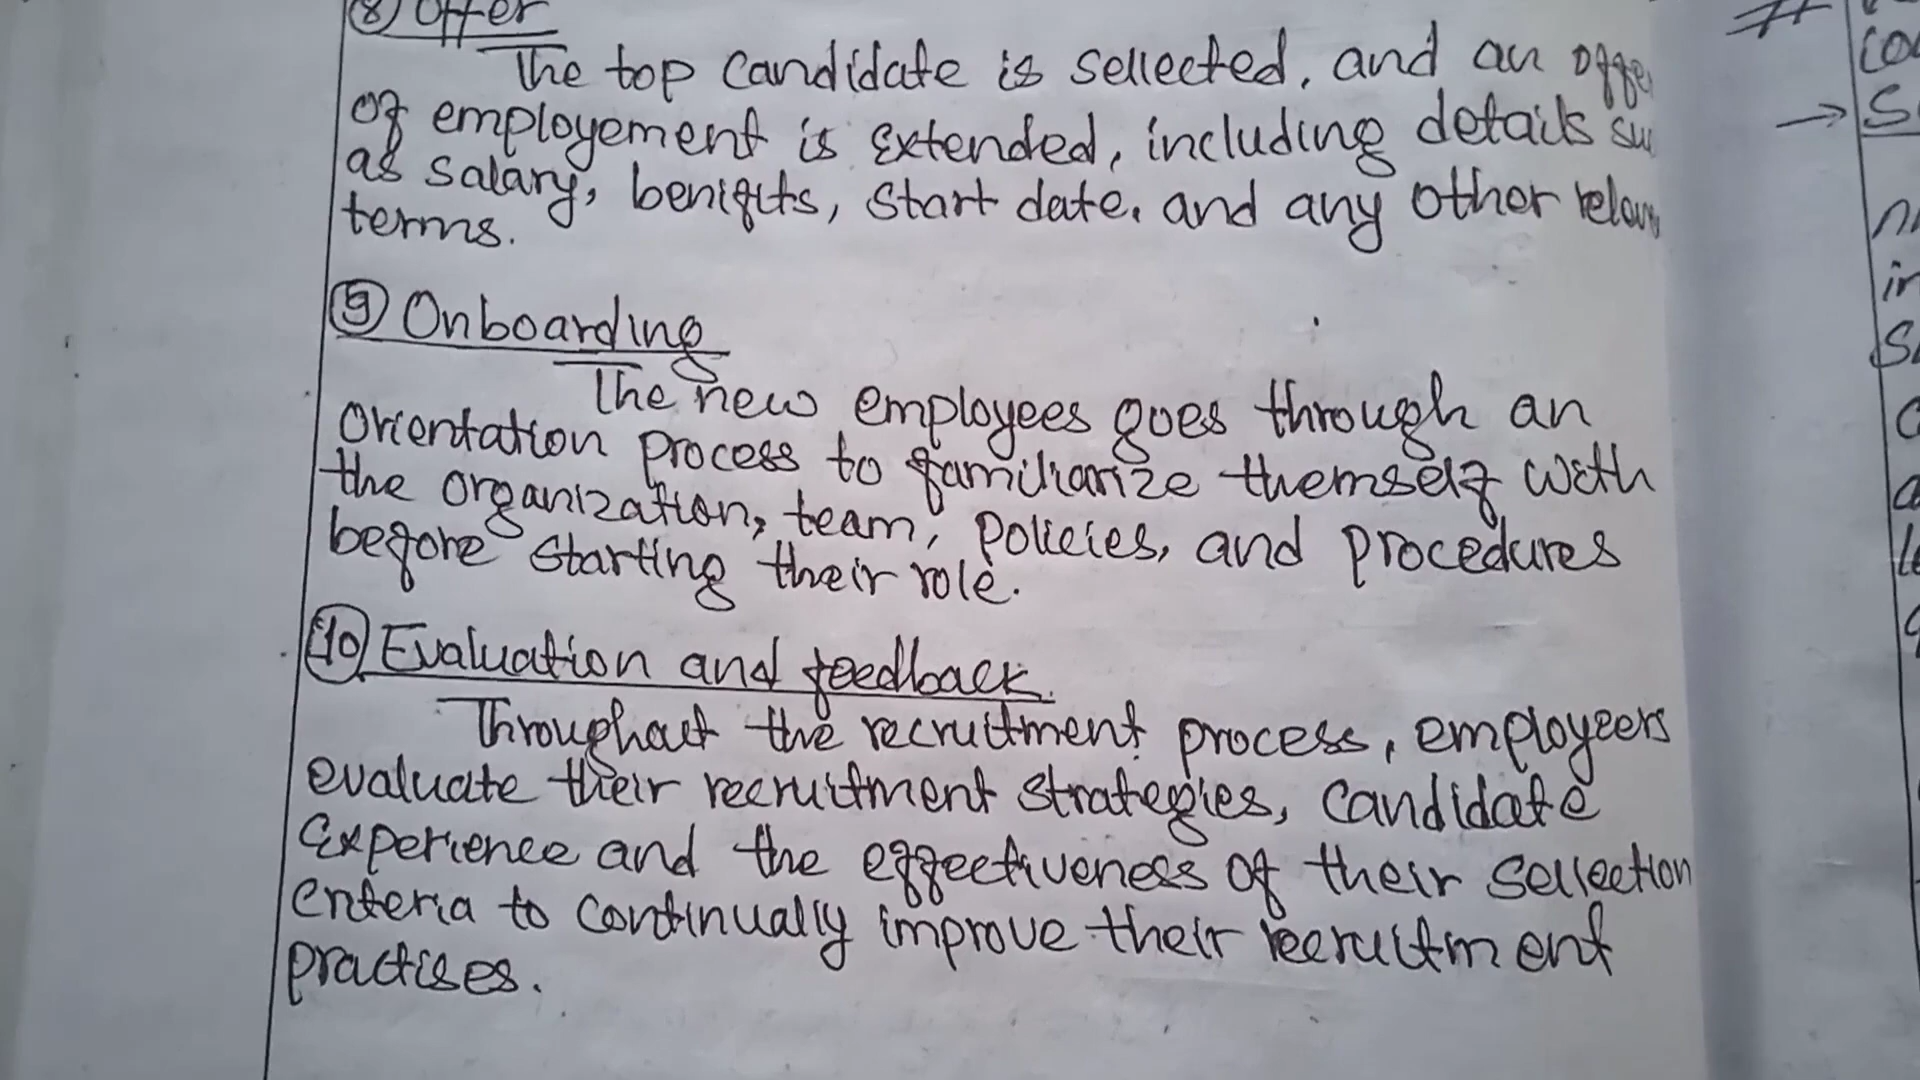 ⑧ Offer
The top candidate is sellected, and an offe
of employement is extended, including details su
as salary, benifits, start date, and any other relev
terms.
⑨ Onboarding
The new employees goes through an
orientation process to familiarize themself with
the organization, team, policies, and procedures
before starting their role.
⑩ Evaluation and feedback.
Throughout the recruitment process, employeers
evaluate their recruitment strategies, candidate
experience and the effectiveness of their sellection
criteria to continually improve their recruitment
practises.